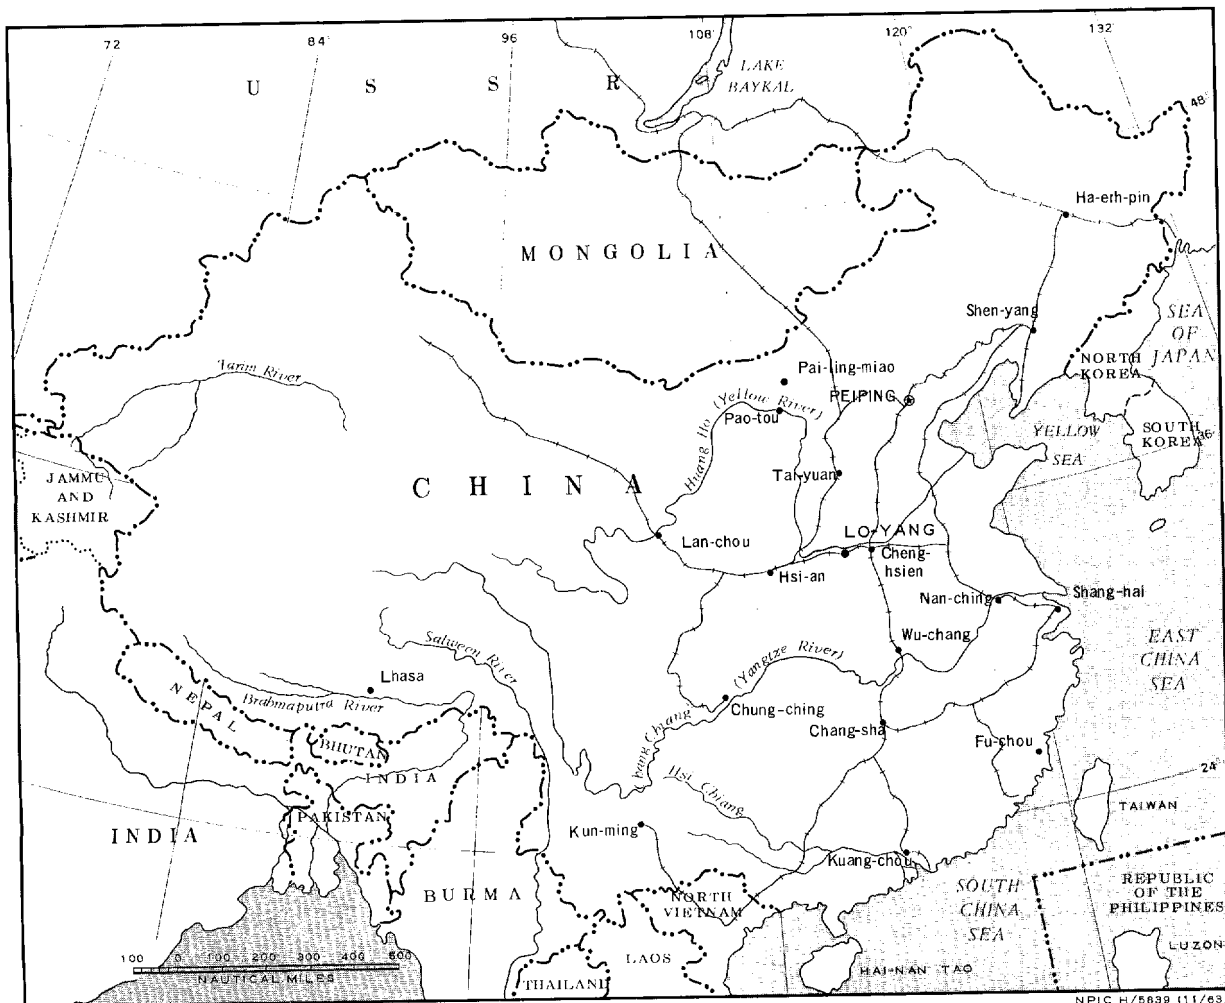 72
84°
96
108°
120°
132°
48°
U S S R
LAKE
BAYKAL
Ha-erh-pin
MONGOLIA
Shen-yang
SEA
OF
JAPAN
NORTH
KOREA
Tarim River
Pai-ling-miao
PEIPING
Huang Ho (Yellow River)
Pao-tou
YELLOW
SEA
SOUTH
KOREA
36°
JAMMU
AND
KASHMIR
CHINA
Tai-yuan
Lan-chou
LO-YANG
Cheng-
hsien
Hsi-an
Nan-ching
Shang-hai
Salween River
Wu-chang
EAST
CHINA
SEA
(Yangtze River)
Lhasa
NEPAL
Brahmaputra River
Chung-ching
Chiang
Chang-sha
Fu-chou
BHUTAN
INDIA
Hsi Chiang
24°
TAIWAN
PAKISTAN
INDIA
Kun-ming
Kuang-chou
BURMA
NORTH
VIETNAM
SOUTH
CHINA
SEA
REPUBLIC
OF THE
PHILIPPINES
LAOS
LUZON
100 0 100 200 300 400 500
NAUTICAL MILES
THAILAND
HAI-NAN TAO
NPIC H/5839 (11/63